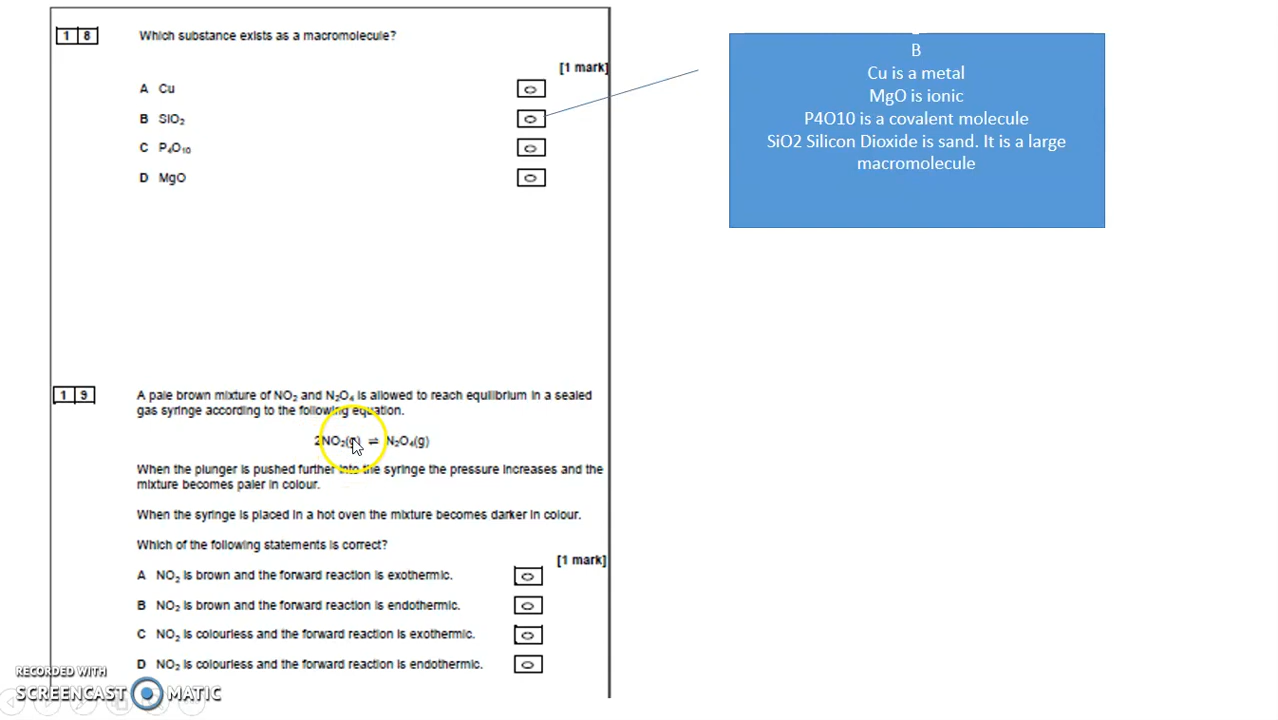 1 8 Which substance exists as a macromolecule?
[1 mark]
A Cu
B SiO₂
C P₄O₁₀
D MgO
B
Cu is a metal
MgO is ionic
P4O10 is a covalent molecule
SiO2 Silicon Dioxide is sand. It is a large
macromolecule
1 9 A pale brown mixture of NO₂ and N₂O₄ is allowed to reach equilibrium in a sealed
gas syringe according to the following equation.
2NO₂(g) ⇌ N₂O₄(g)
When the plunger is pushed further into the syringe the pressure increases and the
mixture becomes paler in colour.
When the syringe is placed in a hot oven the mixture becomes darker in colour.
Which of the following statements is correct?
[1 mark]
A NO₂ is brown and the forward reaction is exothermic.
B NO₂ is brown and the forward reaction is endothermic.
C NO₂ is colourless and the forward reaction is exothermic.
D NO₂ is colourless and the forward reaction is endothermic.
RECORDED WITH
SCREENCAST MATIC